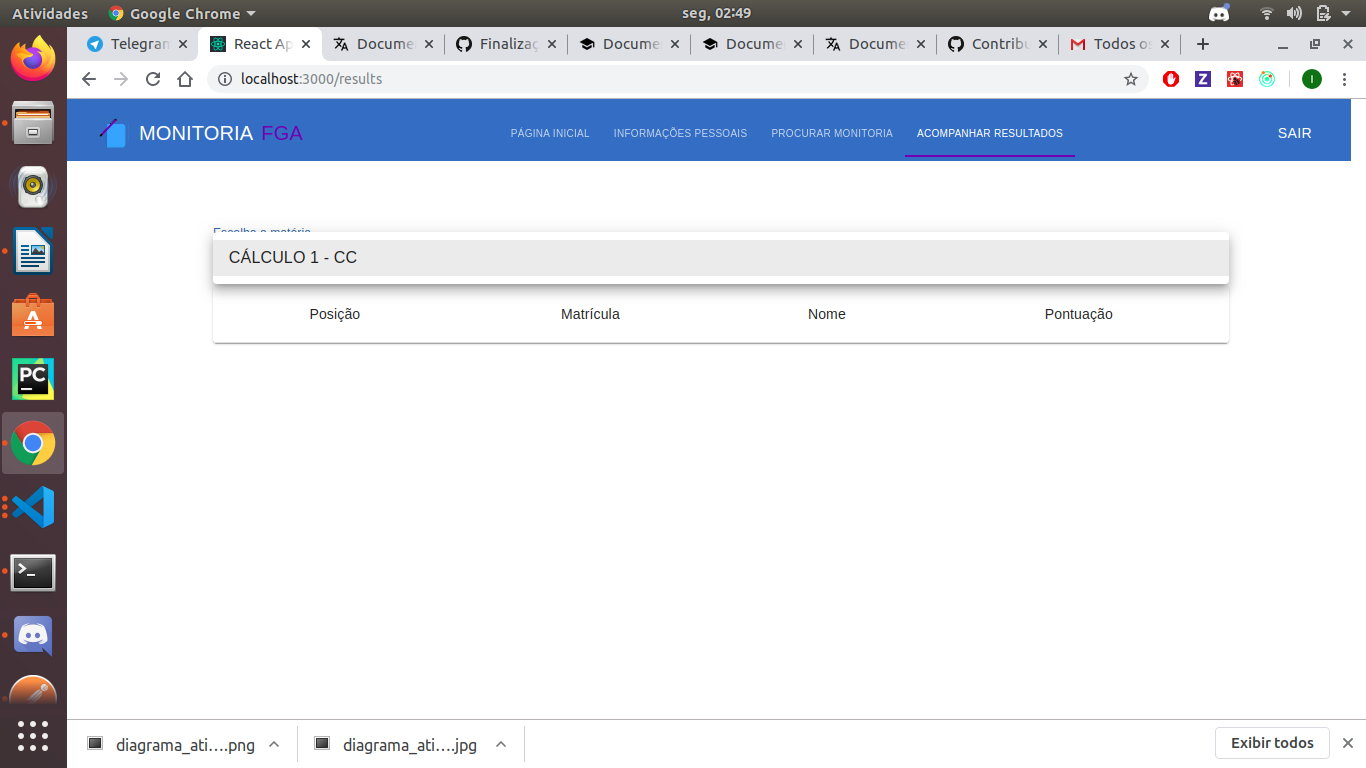 Atividades
Google Chrome
seg, 02:49
Telegran
React Ap
Docume
Finalizaç
Docume
Docume
Docume
Contribu
Todos os
localhost:3000/results
MONITORIA FGA
PÁGINA INICIAL
INFORMAÇÕES PESSOAIS
PROCURAR MONITORIA
ACOMPANHAR RESULTADOS
SAIR
Escolha a matéria
CÁLCULO 1 - CC
Posição
Matrícula
Nome
Pontuação
PC
diagrama_ati....png
diagrama_ati....jpg
Exibir todos